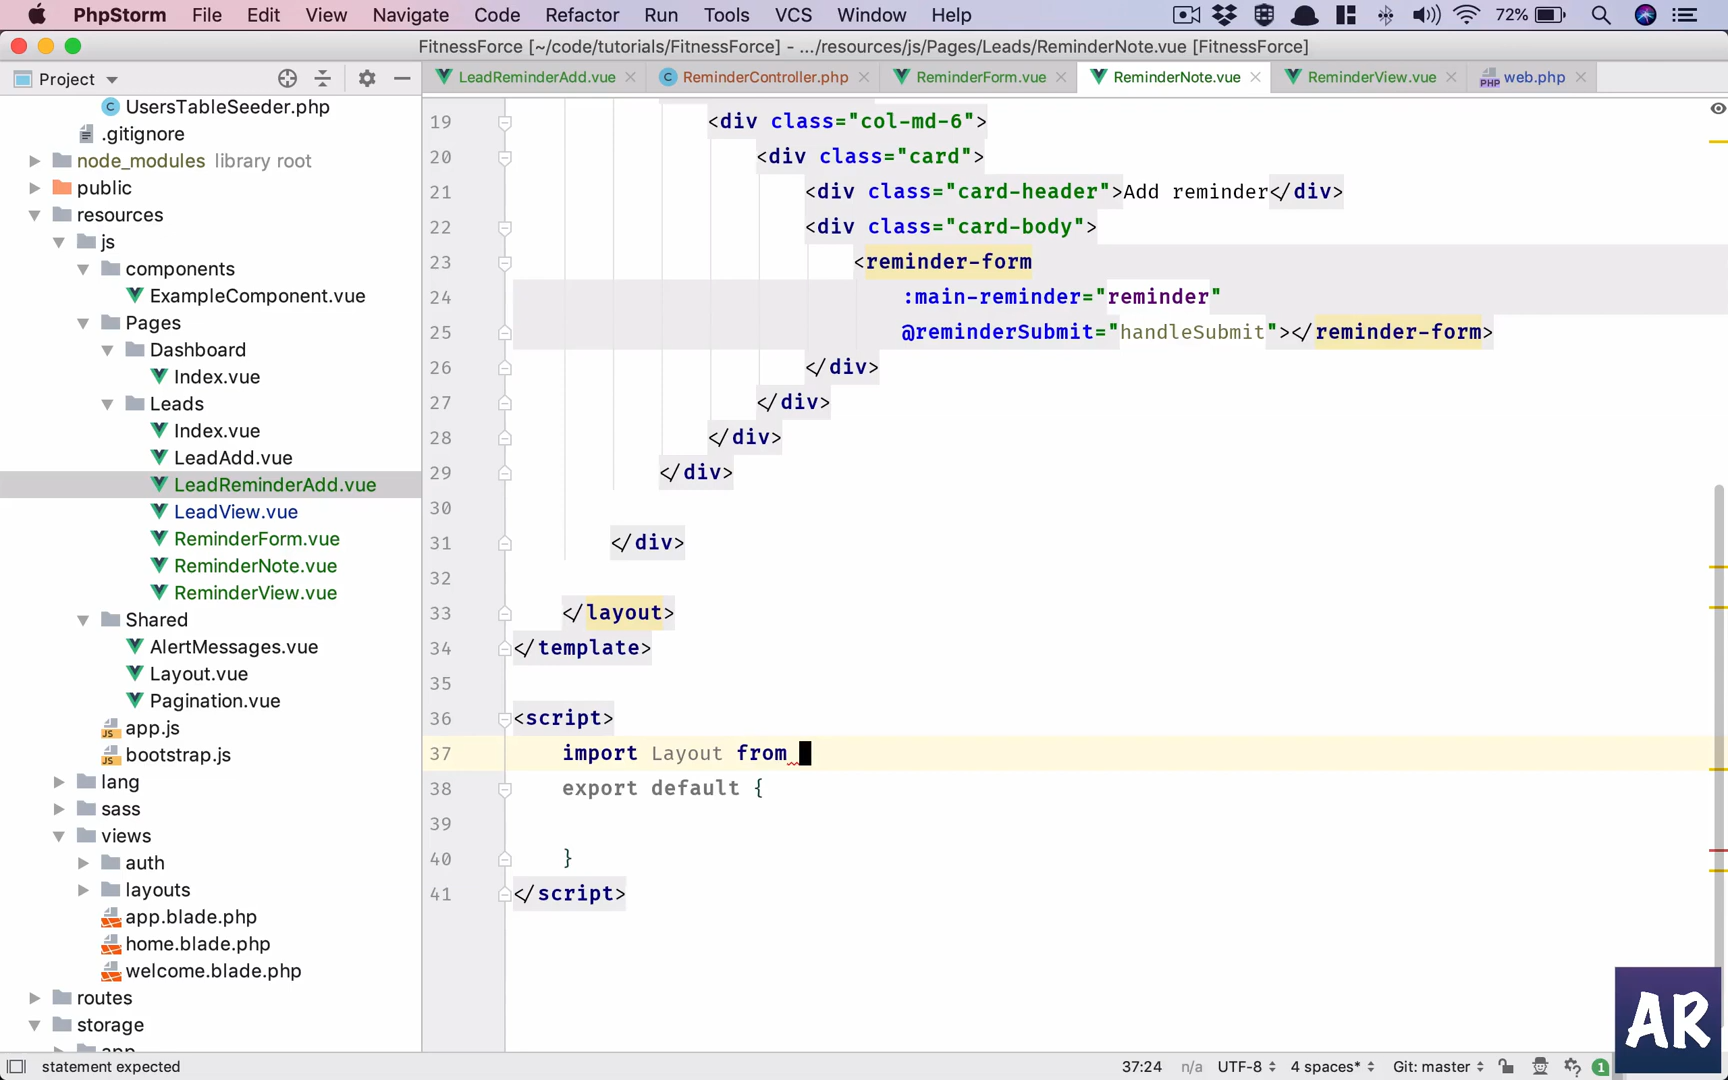 PhpStorm File Edit View Navigate Code Refactor Run Tools VCS Window Help 72%
FitnessForce [~/code/tutorials/FitnessForce] - .../resources/js/Pages/Leads/ReminderNote.vue [FitnessForce]
Project
LeadReminderAdd.vue ReminderController.php ReminderForm.vue ReminderNote.vue ReminderView.vue web.php
UsersTableSeeder.php
.gitignore
node_modules library root
public
resources
js
components
ExampleComponent.vue
Pages
Dashboard
Index.vue
Leads
Index.vue
LeadAdd.vue
LeadReminderAdd.vue
LeadView.vue
ReminderForm.vue
ReminderNote.vue
ReminderView.vue
Shared
AlertMessages.vue
Layout.vue
Pagination.vue
app.js
bootstrap.js
lang
sass
views
auth
layouts
app.blade.php
home.blade.php
welcome.blade.php
routes
storage
app
19 <div class="col-md-6">
20 <div class="card">
21 <div class="card-header">Add reminder</div>
22 <div class="card-body">
23 <reminder-form
24 :main-reminder="reminder"
25 @reminderSubmit="handleSubmit"></reminder-form>
26 </div>
27 </div>
28 </div>
29 </div>
30
31 </div>
32
33 </layout>
34 </template>
35
36 <script>
37 import Layout from
38 export default {
39
40 }
41 </script>
AR
statement expected 37:24 n/a UTF-8 4 spaces* Git: master 1